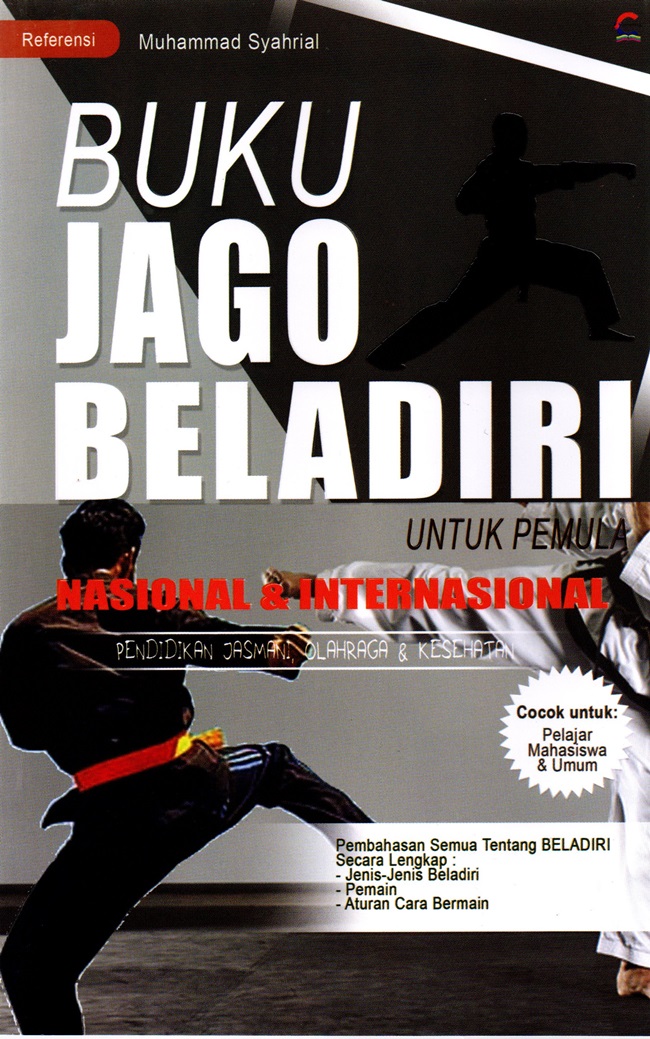 Referensi
Muhammad Syahrial
BUKU
JAGO
BELADIRI
UNTUK PEMULA
NASIONAL & INTERNASIONAL
PENDIDIKAN JASMANI, OLAHRAGA & KESEHATAN
Cocok untuk:
Pelajar
Mahasiswa
& Umum
Pembahasan Semua Tentang BELADIRI
Secara Lengkap :
- Jenis-Jenis Beladiri
- Pemain
- Aturan Cara Bermain